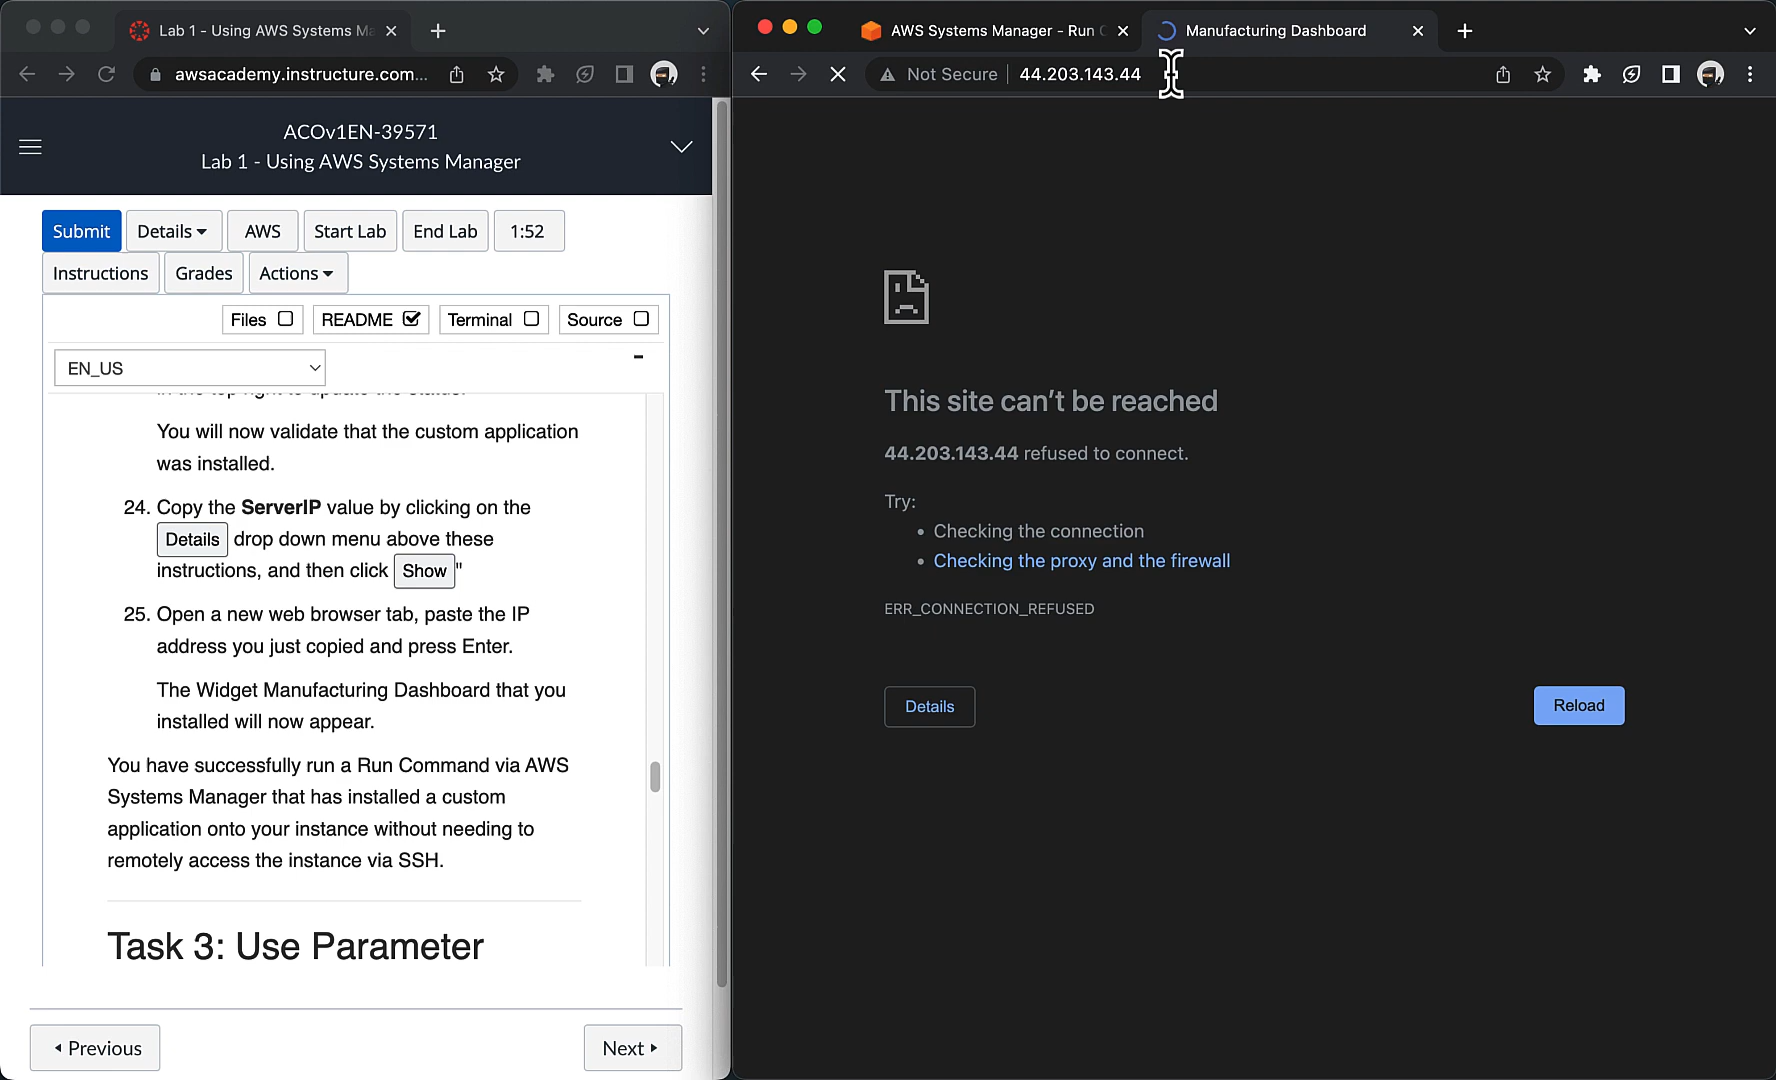 Lab 1 - Using AWS Systems Ma
awsacademy.instructure.com...
ACOv1EN-39571
Lab 1 - Using AWS Systems Manager
Submit
Details
AWS
Start Lab
End Lab
1:52
Instructions
Grades
Actions
Files
README
Terminal
Source
EN_US
in the top right to update the status.
You will now validate that the custom application
was installed.
24. Copy the ServerIP value by clicking on the
Details drop down menu above these
instructions, and then click Show "
25. Open a new web browser tab, paste the IP
address you just copied and press Enter.
The Widget Manufacturing Dashboard that you
installed will now appear.
You have successfully run a Run Command via AWS
Systems Manager that has installed a custom
application onto your instance without needing to
remotely access the instance via SSH.
Task 3: Use Parameter
Previous
Next
AWS Systems Manager - Run C
Manufacturing Dashboard
Not Secure
44.203.143.44
This site can't be reached
44.203.143.44 refused to connect.
Try:
• Checking the connection
• Checking the proxy and the firewall
ERR_CONNECTION_REFUSED
Details
Reload